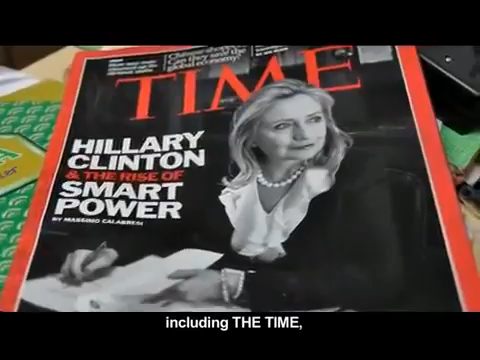 TIME
HILLARY
CLINTON
& THE RISE OF
SMART
POWER
BY MASSIMO CALABRESI
including THE TIME,